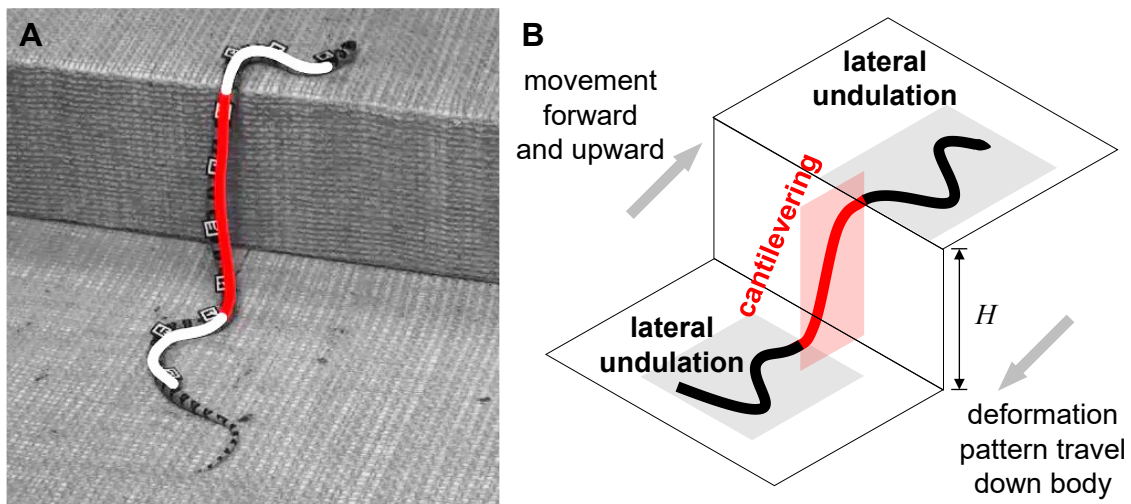 A
B
movement
forward
and upward
lateral
undulation
cantilevering
lateral
undulation
H
deformation
pattern travel
down body